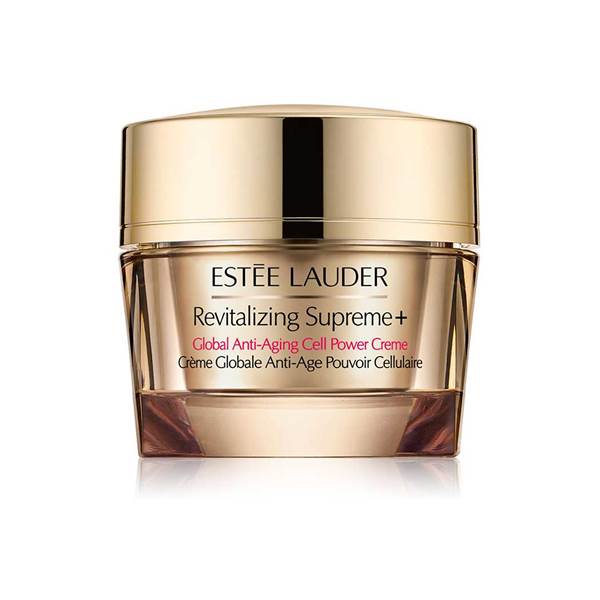 ESTĒE LAUDER
Revitalizing Supreme+
Global Anti-Aging Cell Power Creme
Crème Globale Anti-Age Pouvoir Cellulaire